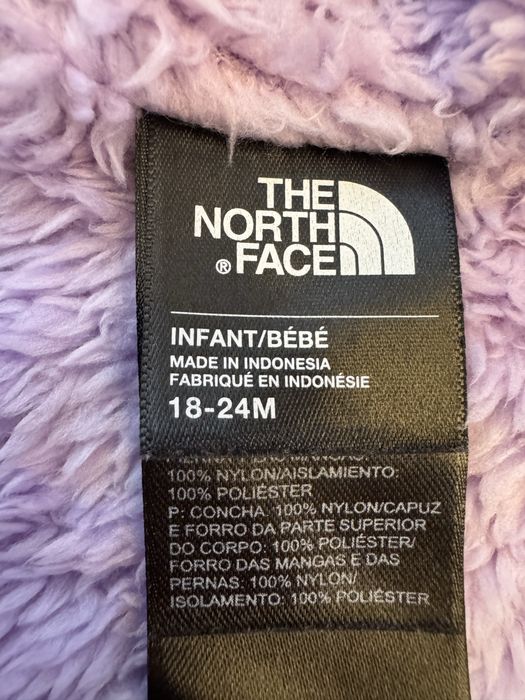 THE
NORTH
® FACE
INFANT/BÉBÉ
MADE IN INDONESIA
FABRIQUÉ EN INDONÉSIE
18-24M
100% NYLON/AISLAMIENTO:
100% POLIÉSTER
P: CONCHA: 100% NYLON/CAPUZ
E FORRO DA PARTE SUPERIOR
DO CORPO: 100% POLIÉSTER/
FORRO DAS MANGAS E DAS
PERNAS: 100% NYLON/
ISOLAMENTO: 100% POLIÉSTER